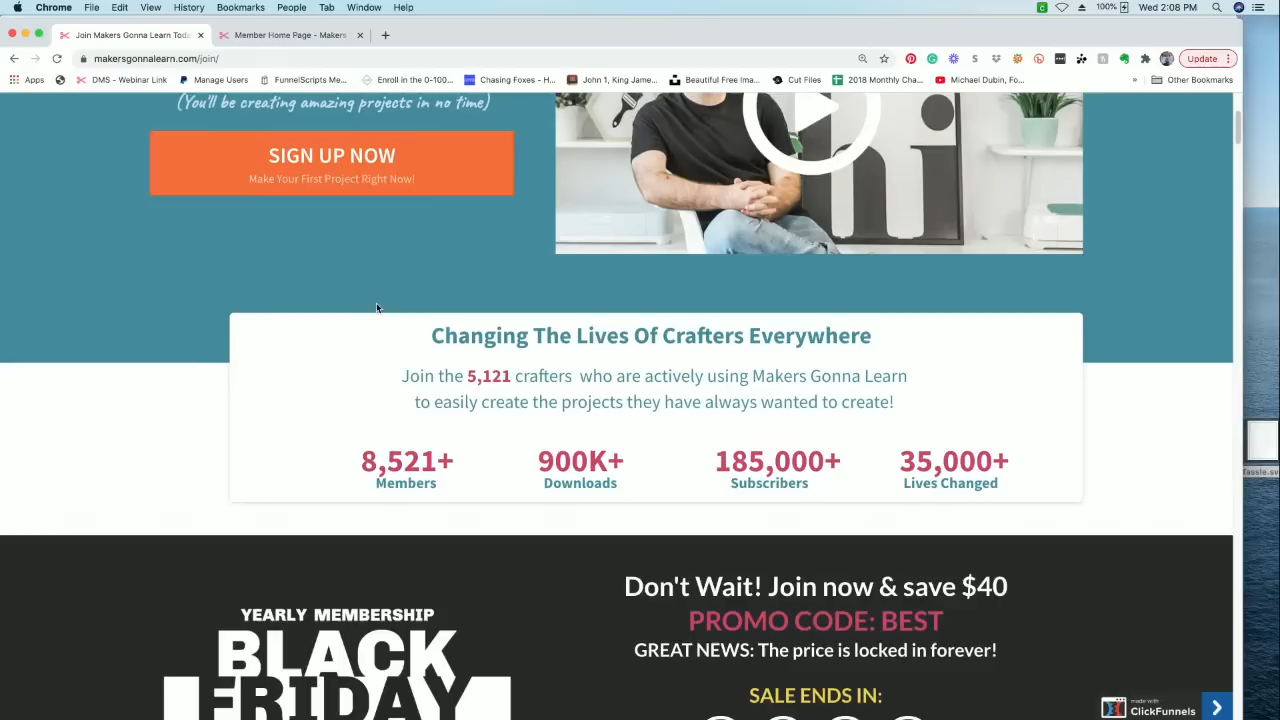 Chrome File Edit View History Bookmarks People Tab Window Help 100% Wed 2:08 PM
Join Makers Gonna Learn Toda Member Home Page - Makers
makersgonnalearn.com/join/ Update
Apps DMS - Webinar Link Manage Users FunnelScripts Me... Enroll in the 0-100... Chasing Foxes - H... John 1, King Jame... Beautiful Free Ima... Cut Files 2018 Monthly Cha... Michael Dubin, Fo... » Other Bookmarks
(You'll be creating amazing projects in no time)
SIGN UP NOW
Make Your First Project Right Now!
hi
Changing The Lives Of Crafters Everywhere
Join the 5,121 crafters who are actively using Makers Gonna Learn
to easily create the projects they have always wanted to create!
8,521+ 900K+ 185,000+ 35,000+
Members Downloads Subscribers Lives Changed
Don't Wait! Join now & save $40
PROMO CODE: BEST
GREAT NEWS: The price is locked in forever!
SALE ENDS IN:
YEARLY MEMBERSHIP
BLACK
FRIDAY
made with
ClickFunnels